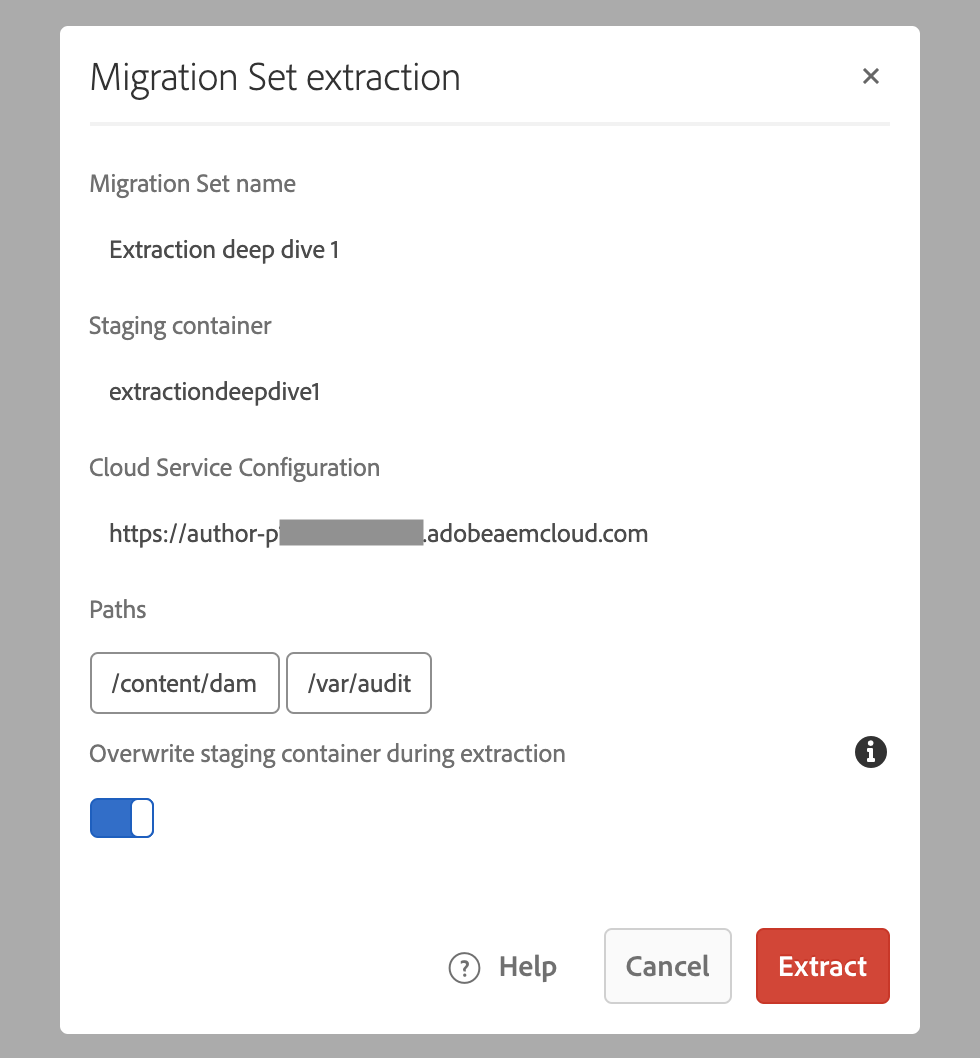 Migration Set extraction
Migration Set name
Extraction deep dive 1
Staging container
extractiondeepdive1
Cloud Service Configuration
https://author-p .adobeaemcloud.com
Paths
/content/dam /var/audit
Overwrite staging container during extraction
Help Cancel Extract